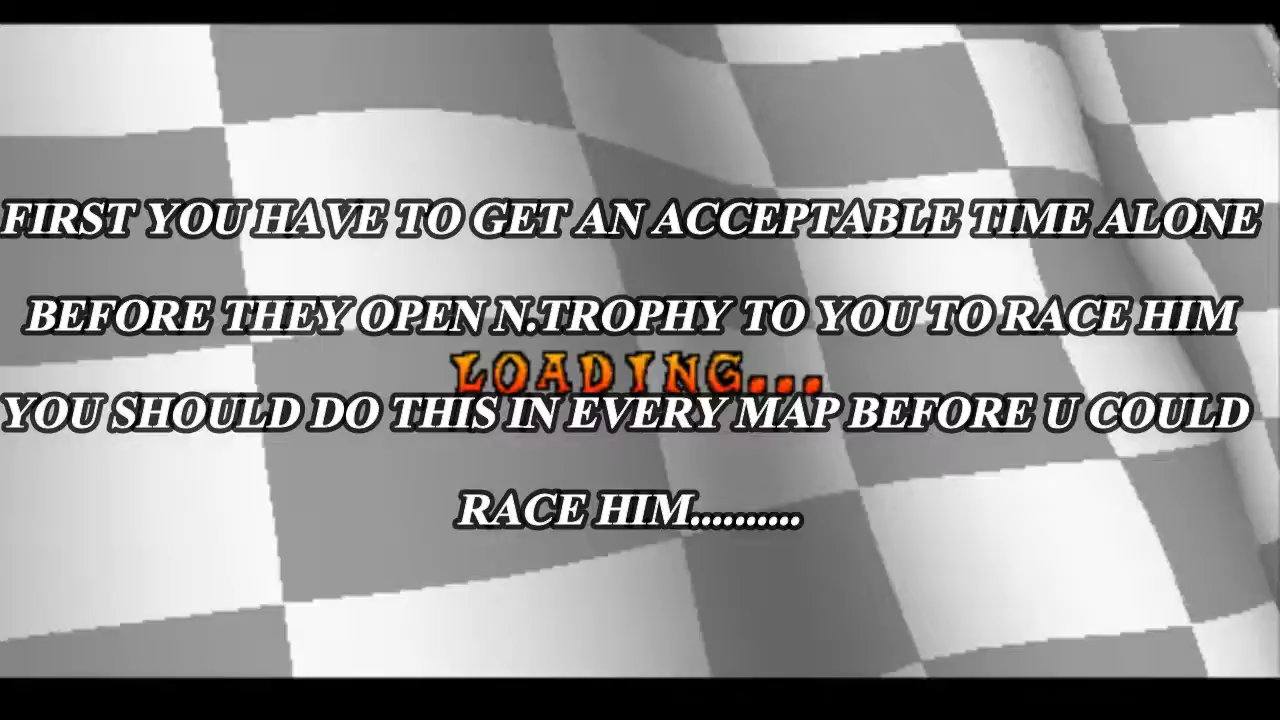 FIRST YOU HAVE TO GET AN ACCEPTABLE TIME ALONE
BEFORE THEY OPEN N.TROPHY TO YOU TO RACE HIM
LOADING...
YOU SHOULD DO THIS IN EVERY MAP BEFORE U COULD
RACE HIM..........